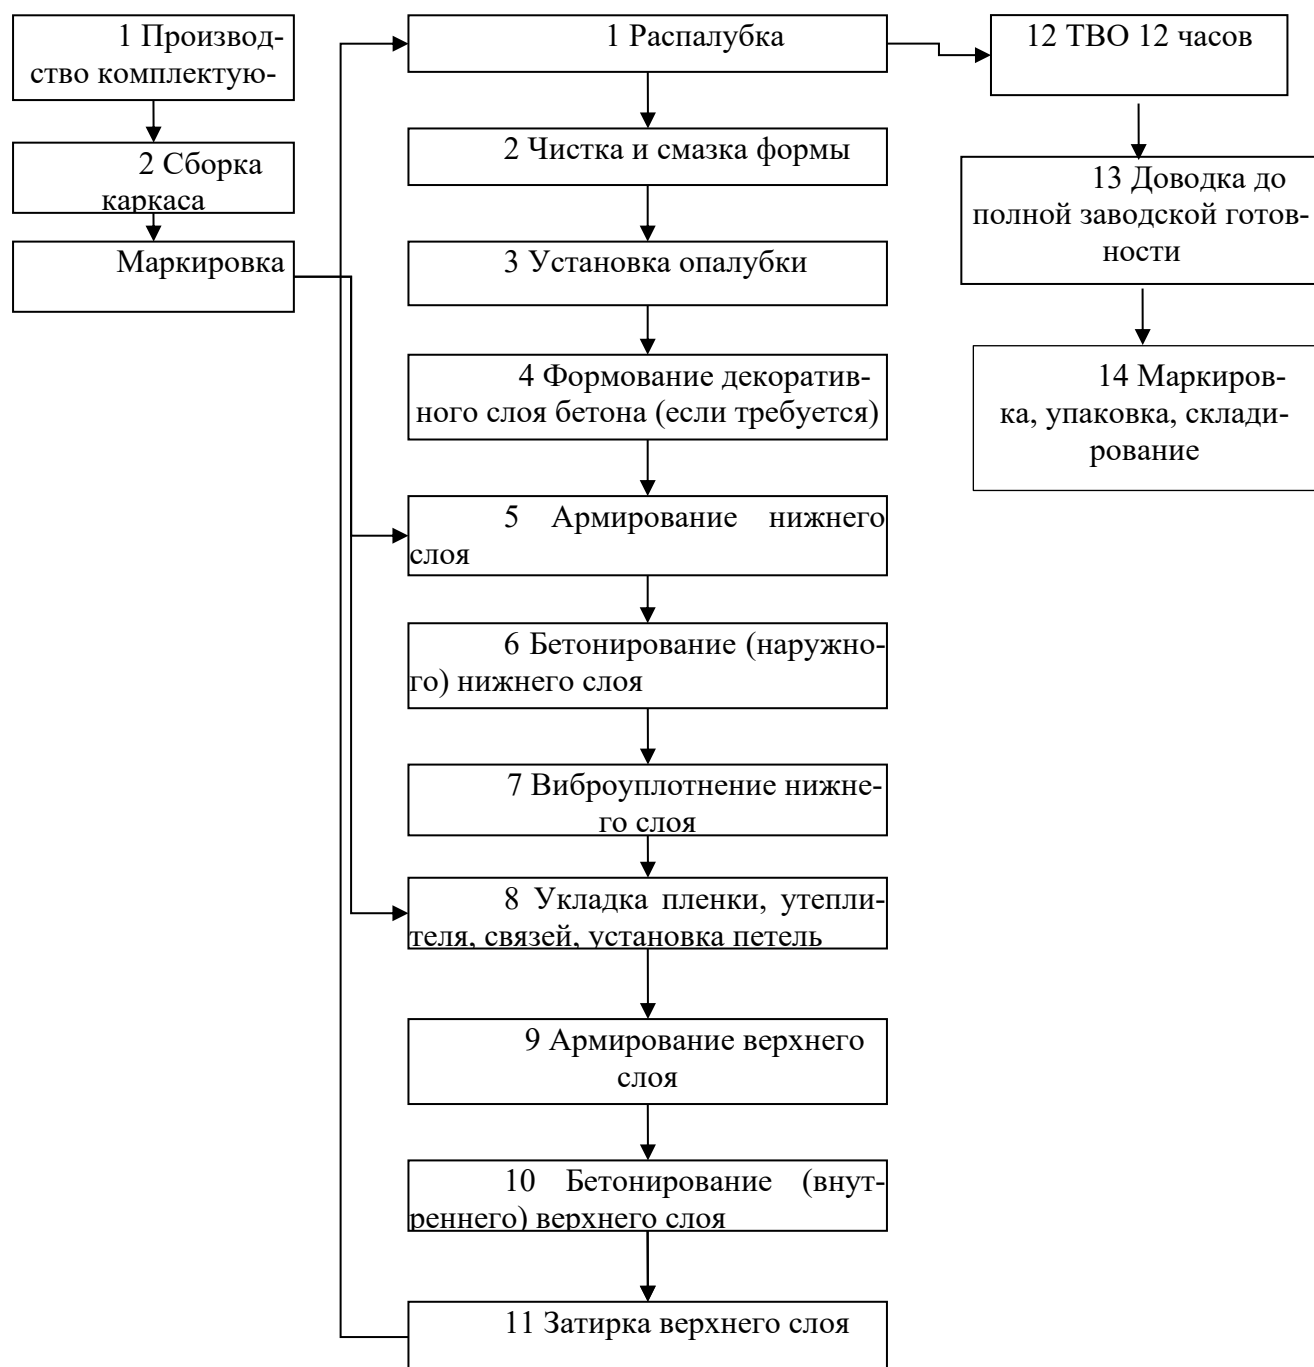 1 Производ-
ство комплектую-
2 Сборка
каркаса
Маркировка
1 Распалубка
2 Чистка и смазка формы
3 Установка опалубки
4 Формование декоратив-
ного слоя бетона (если требуется)
5 Армирование нижнего
слоя
6 Бетонирование (наружно-
го) нижнего слоя
7 Виброуплотнение нижне-
го слоя
8 Укладка пленки, утепли-
теля, связей, установка петель
9 Армирование верхнего
слоя
10 Бетонирование (внут-
реннего) верхнего слоя
11 Затирка верхнего слоя
12 ТВО 12 часов
13 Доводка до
полной заводской готов-
ности
14 Маркиров-
ка, упаковка, склади-
рование